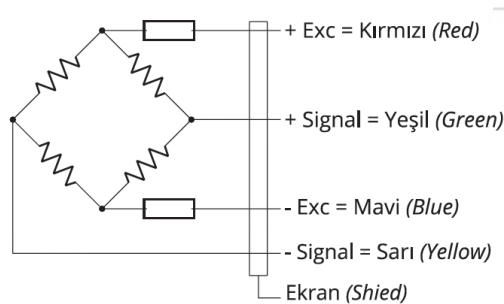 + Exc = Kırmızı (Red)
+ Signal = Yeşil (Green)
- Exc = Mavi (Blue)
- Signal = Sarı (Yellow)
Ekran (Shied)